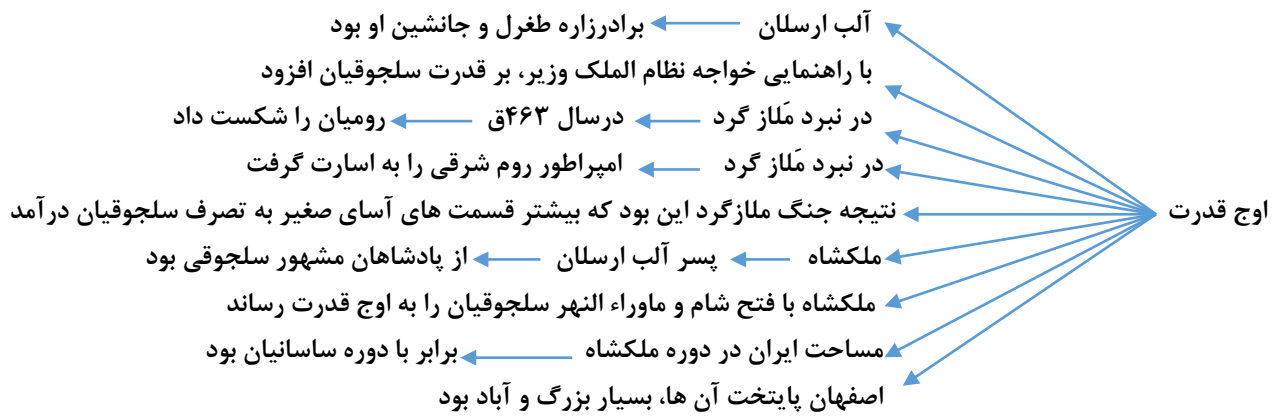 آلب ارسلان برادرزاره طغرل و جانشین او بود
با راهنمایی خواجه نظام الملک وزیر، بر قدرت سلجوقیان افزود
در نبرد مَلاز گرد درسال ۴۶۳ق رومیان را شکست داد
در نبرد مَلاز گرد امپراطور روم شرقی را به اسارت گرفت
اوج قدرت نتیجه جنگ ملازگرد این بود که بیشتر قسمت های آسای صغیر به تصرف سلجوقیان درآمد
ملکشاه پسر آلب ارسلان از پادشاهان مشهور سلجوقی بود
ملکشاه با فتح شام و ماوراء النهر سلجوقیان را به اوج قدرت رساند
مساحت ایران در دوره ملکشاه برابر با دوره ساسانیان بود
اصفهان پایتخت آن ها، بسیار بزرگ و آباد بود